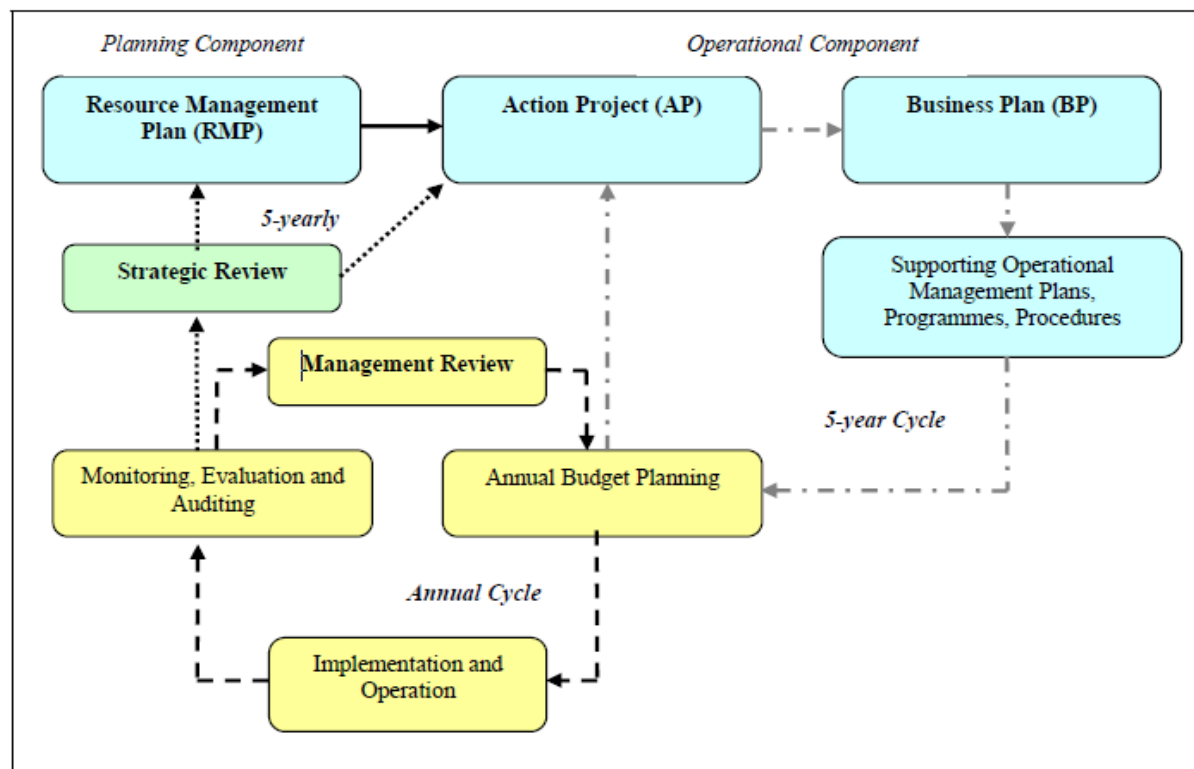 Planning Component
Operational Component
Resource Management
Plan (RMP)
Action Project (AP)
Business Plan (BP)
5-yearly
Strategic Review
Supporting Operational
Management Plans,
Programmes, Procedures
Management Review
5-year Cycle
Monitoring, Evaluation and
Auditing
Annual Budget Planning
Annual Cycle
Implementation and
Operation